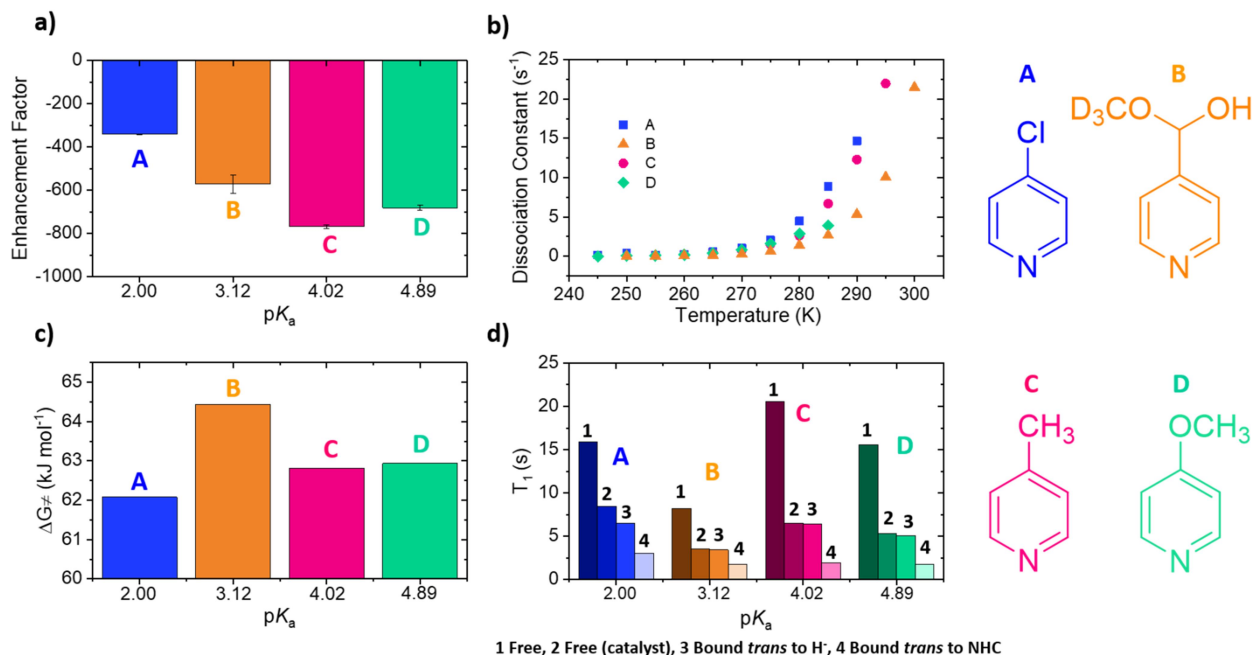 a)
0
-200
-400
-600
-800
-1000
Enhancement Factor
A
B
C
D
2.00 3.12 4.02 4.89
pKa
b)
25
20
15
10
5
0
Dissociation Constant (s-1)
A
B
C
D
240 250 260 270 280 290 300
Temperature (K)
A
Cl
N
B
D3CO OH
N
c)
65
64
63
62
61
60
ΔG≠ (kJ mol-1)
A
B
C
D
2.00 3.12 4.02 4.89
pKa
d)
25
20
15
10
5
0
T1 (s)
1 2 3 4
A
1 2 3 4
B
1 2 3 4
C
1 2 3 4
D
2.00 3.12 4.02 4.89
pKa
C
CH3
N
D
OCH3
N
1 Free, 2 Free (catalyst), 3 Bound trans to H-, 4 Bound trans to NHC